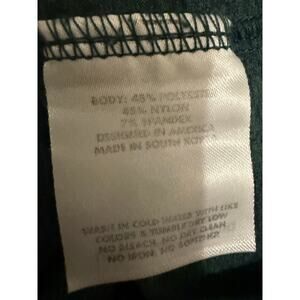 BODY: 48% POLYESTER
45% NYLON
7% SPANDEX
DESIGNED IN AMERICA
MADE IN SOUTH KOREA
WASH IN COLD WATER WITH LIKE
COLORS & TUMBLE DRY LOW
NO BLEACH, NO DRY CLEAN
NO IRON, NO